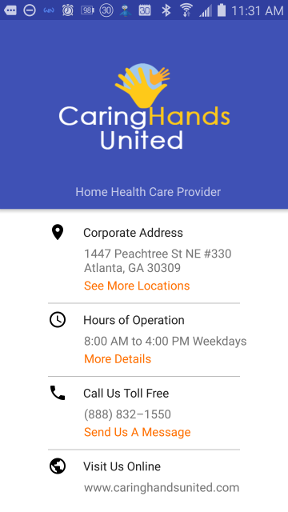 98
30
30
11:31 AM
CaringHands
United
Home Health Care Provider
Corporate Address
1447 Peachtree St NE #330
Atlanta, GA 30309
See More Locations
Hours of Operation
8:00 AM to 4:00 PM Weekdays
More Details
Call Us Toll Free
(888) 832–1550
Send Us A Message
Visit Us Online
www.caringhandsunited.com